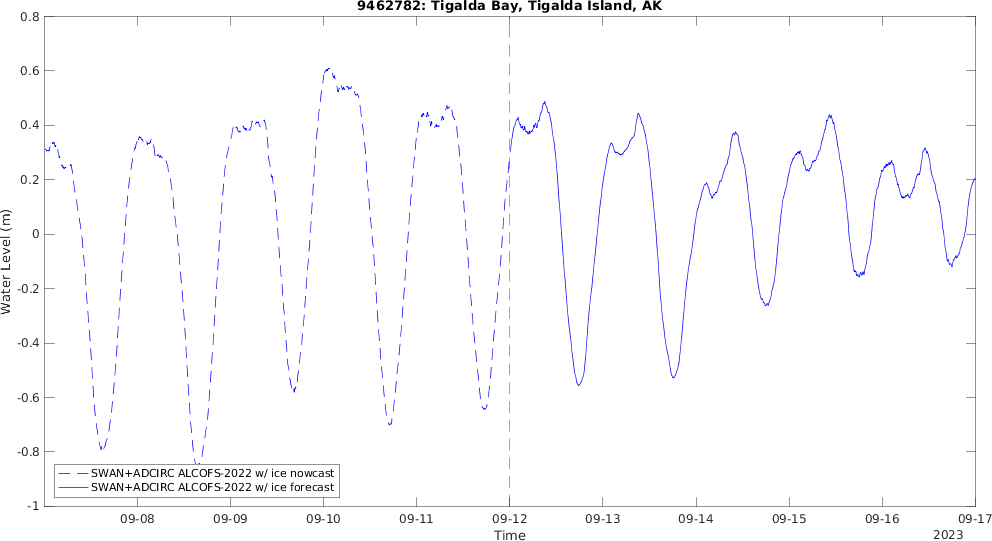 9462782: Tigalda Bay, Tigalda Island, AK
0.8
0.6
0.4
0.2
0
-0.2
-0.4
-0.6
-0.8
-1
Water Level (m)
SWAN+ADCIRC ALCOFS-2022 w/ ice nowcast
SWAN+ADCIRC ALCOFS-2022 w/ ice forecast
09-08 09-09 09-10 09-11 09-12 09-13 09-14 09-15 09-16 09-17
Time
2023